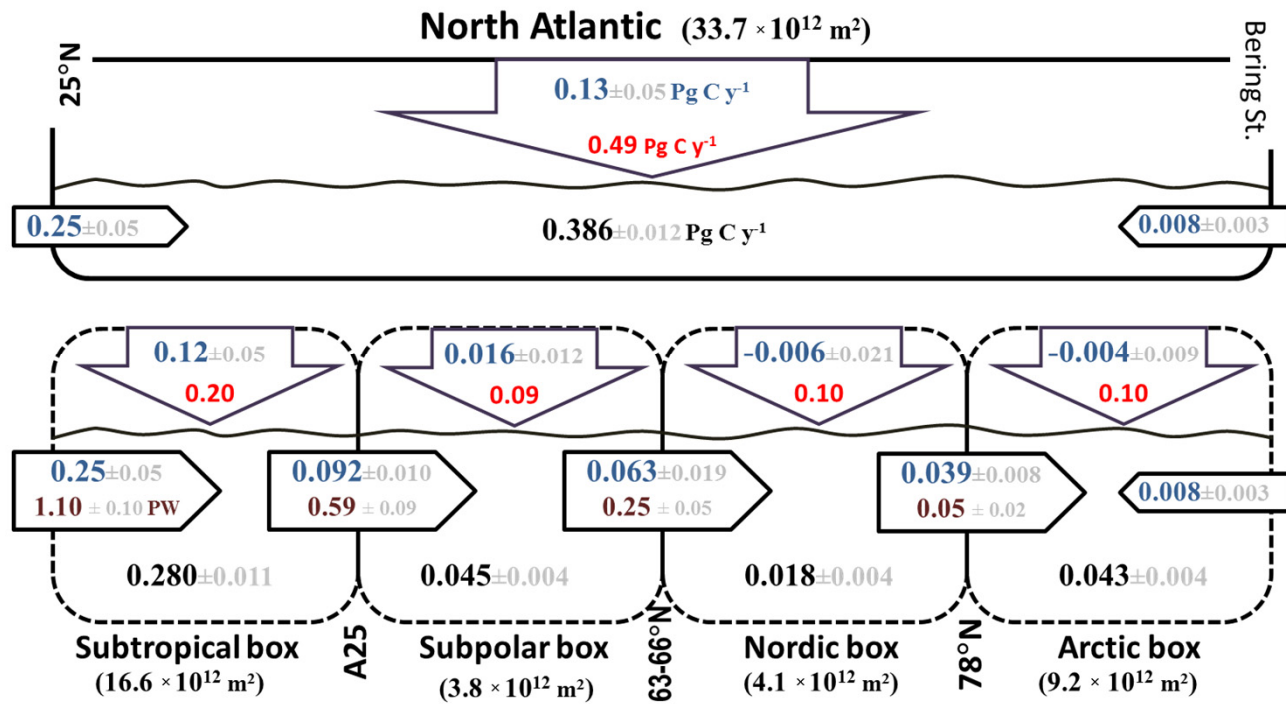 North Atlantic (33.7 × 10¹² m²)
25°N
Bering St.
0.13±0.05 Pg C y⁻¹
0.49 Pg C y⁻¹
0.25±0.05
0.386±0.012 Pg C y⁻¹
0.008±0.003
0.12±0.05
0.016±0.012
-0.006±0.021
-0.004±0.009
0.20
0.09
0.10
0.10
0.25±0.05
0.092±0.010
0.063±0.019
0.039±0.008
0.008±0.003
1.10 ± 0.10 PW
0.59 ± 0.09
0.25 ± 0.05
0.05 ± 0.02
0.280±0.011
0.045±0.004
0.018±0.004
0.043±0.004
A25
63-66°N
78°N
Subtropical box
Subpolar box
Nordic box
Arctic box
(16.6 × 10¹² m²)
(3.8 × 10¹² m²)
(4.1 × 10¹² m²)
(9.2 × 10¹² m²)